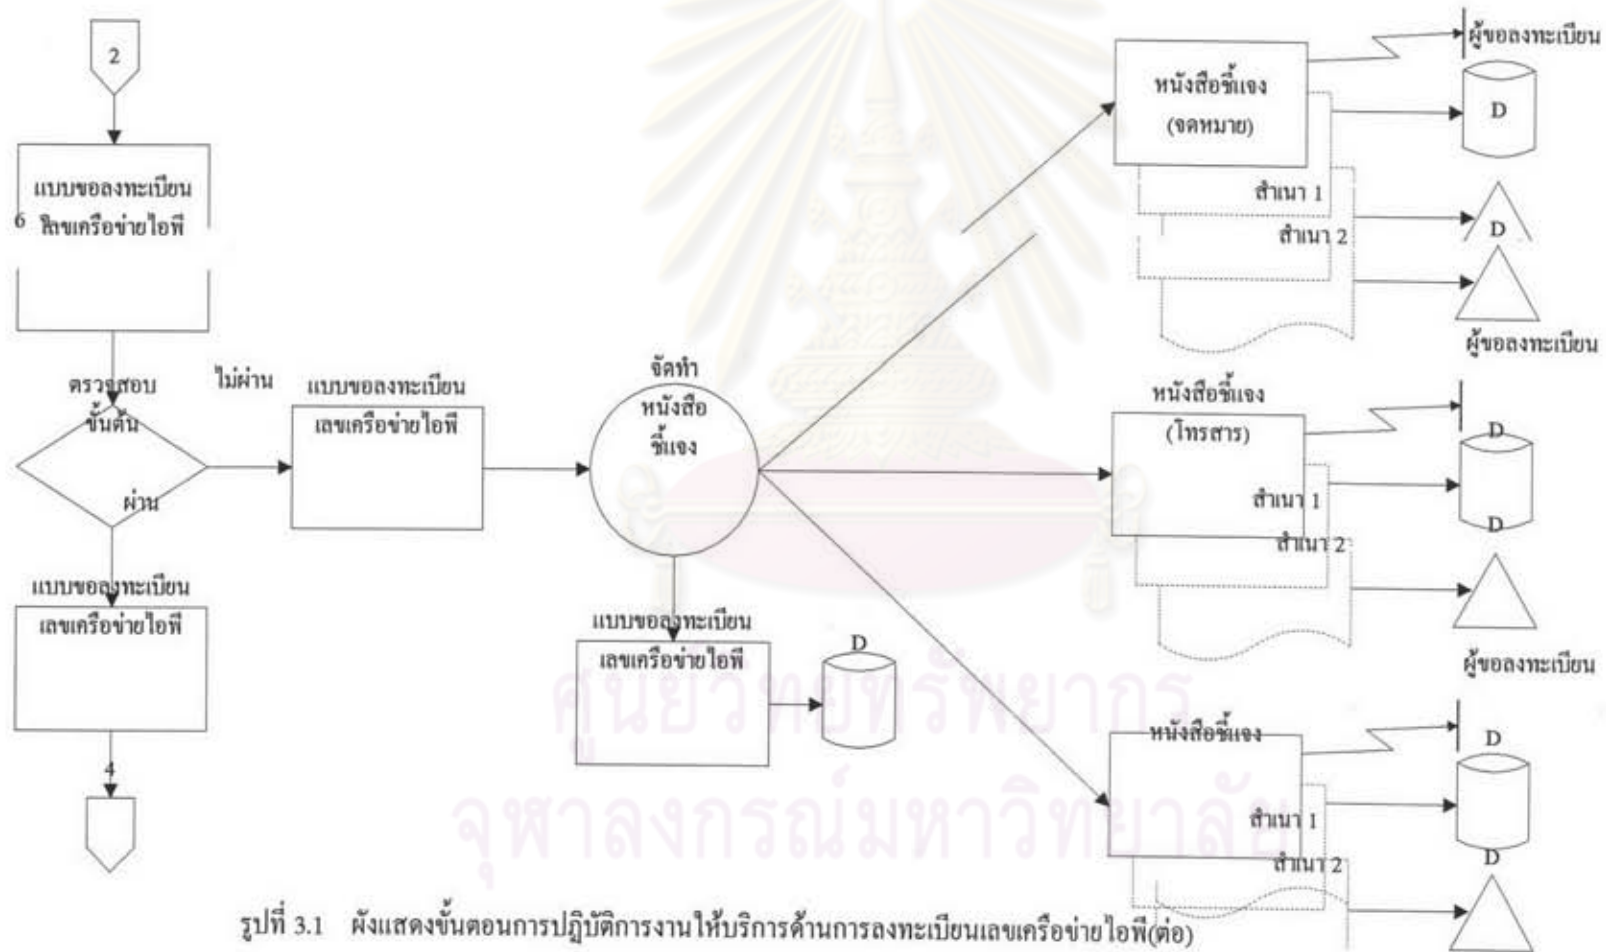 2
แบบขอลงทะเบียน
6 เลขเครือข่ายไอพี
ตรวจสอบ
ขั้นต้น
ไม่ผ่าน
ผ่าน
แบบขอลงทะเบียน
เลขเครือข่ายไอพี
4
แบบขอลงทะเบียน
เลขเครือข่ายไอพี
จัดทำ
หนังสือ
ชี้แจง
แบบขอลงทะเบียน
เลขเครือข่ายไอพี
D
หนังสือชี้แจง
(จดหมาย)
สำเนา 1
สำเนา 2
ผู้ขอลงทะเบียน
D
D
หนังสือชี้แจง
(โทรสาร)
สำเนา 1
สำเนา 2
ผู้ขอลงทะเบียน
D
D
หนังสือชี้แจง
สำเนา 1
สำเนา 2
ผู้ขอลงทะเบียน
D
D
ศูนย์วิทยทรัพยากร
จุฬาลงกรณ์มหาวิทยาลัย
รูปที่ 3.1 ผังแสดงขั้นตอนการปฏิบัติการงานให้บริการด้านการลงทะเบียนเลขเครือข่ายไอพี(ต่อ)